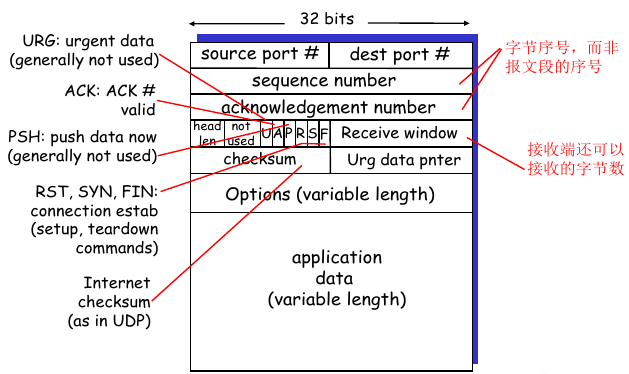 32 bits
URG: urgent data
(generally not used)
ACK: ACK #
valid
PSH: push data now
(generally not used)
RST, SYN, FIN:
connection estab
(setup, teardown
commands)
Internet
checksum
(as in UDP)
source port #
dest port #
sequence number
acknowledgement number
head
len
not
used
U A P R S F
Receive window
checksum
Urg data pnter
Options (variable length)
application
data
(variable length)
字节序号，而非
报文段的序号
接收端还可以
接收的字节数